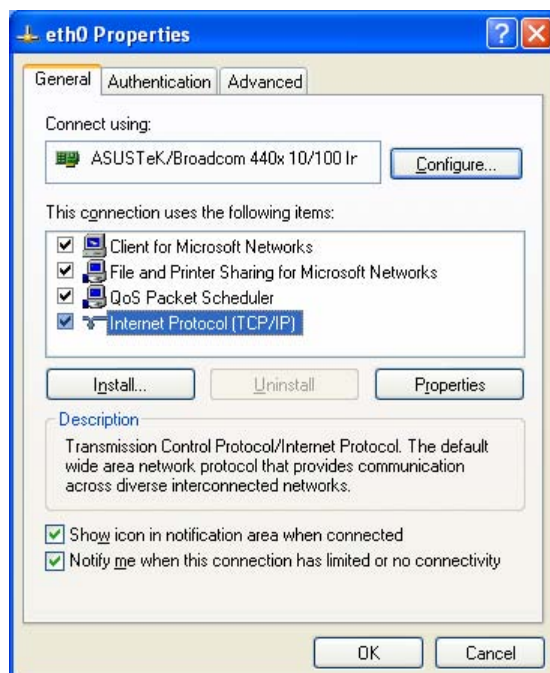 eth0 Properties
General Authentication Advanced
Connect using:
ASUSTeK/Broadcom 440x 10/100 In
Configure...
This connection uses the following items:
Client for Microsoft Networks
File and Printer Sharing for Microsoft Networks
QoS Packet Scheduler
Internet Protocol (TCP/IP)
Install... Uninstall Properties
Description
Transmission Control Protocol/Internet Protocol. The default
wide area network protocol that provides communication
across diverse interconnected networks.
Show icon in notification area when connected
Notify me when this connection has limited or no connectivity
OK Cancel